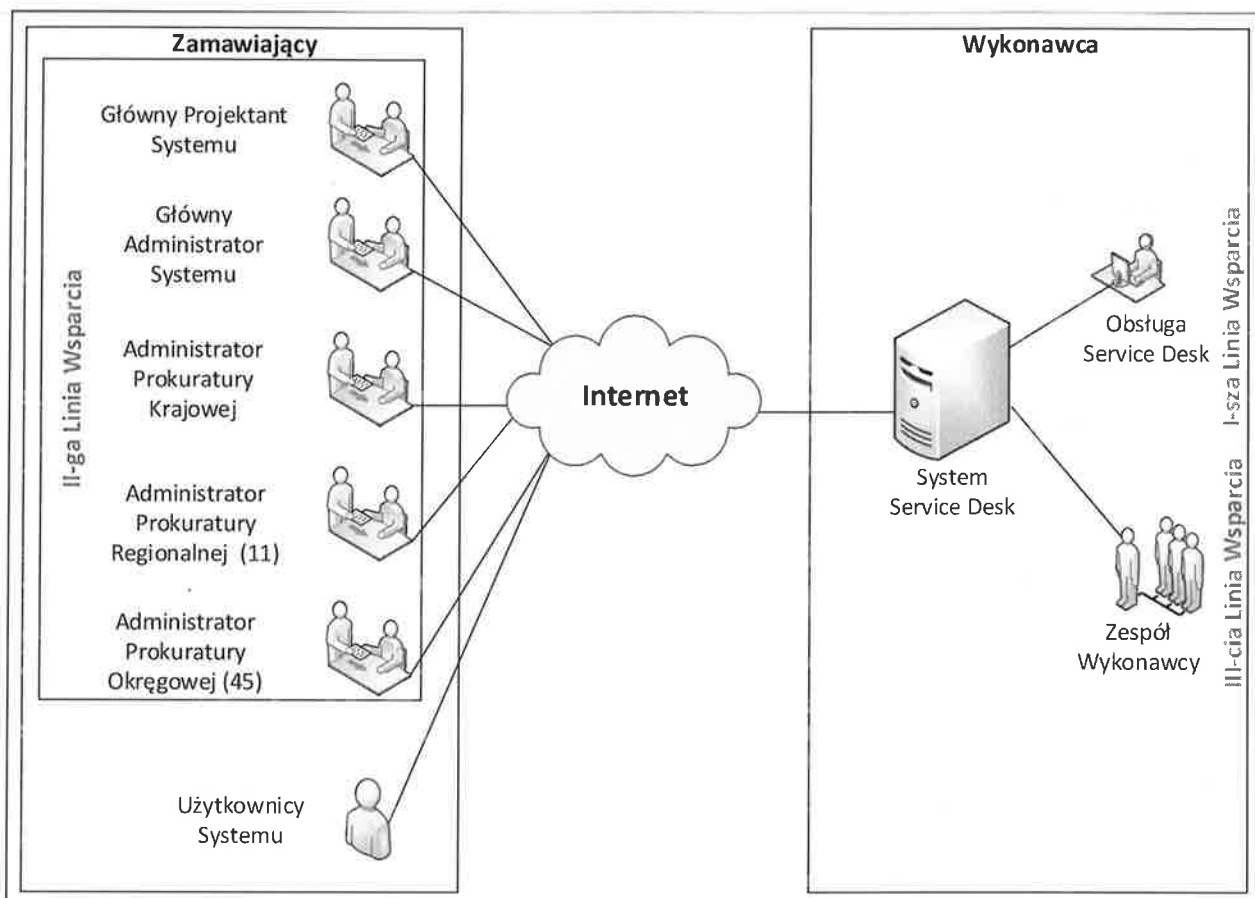 Zamawiający
Główny Projektant
Systemu
Główny
Administrator
Systemu
Administrator
Prokuratury
Krajowej
Administrator
Prokuratury
Regionalnej (11)
Administrator
Prokuratury
Okręgowej (45)
II-ga Linia Wsparcia
Użytkownicy
Systemu
Internet
Wykonawca
System
Service Desk
Obsługa
Service Desk
Zespół
Wykonawcy
I-sza Linia Wsparcia
III-cia Linia Wsparcia